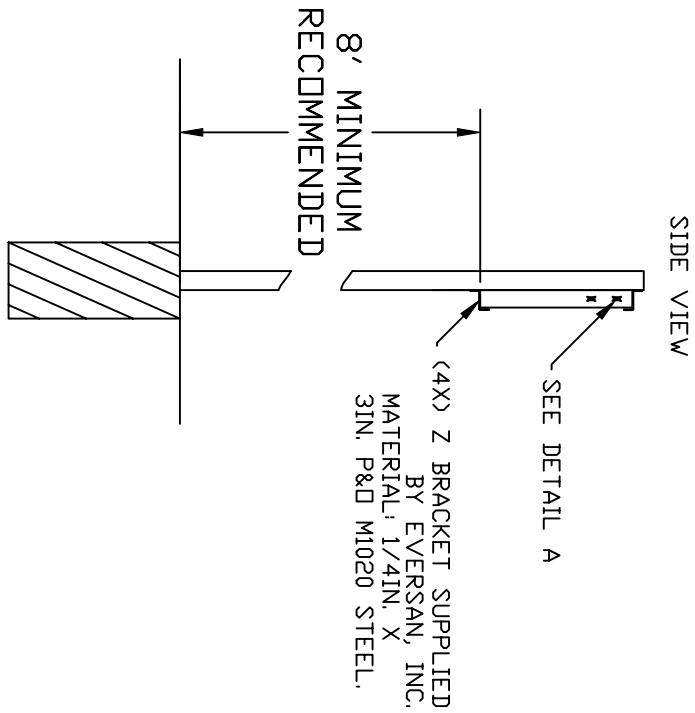 SIDE VIEW
SEE DETAIL A
(4X) Z BRACKET SUPPLIED
BY EVERSAN, INC.
MATERIAL: 1/4IN. X
3IN. P&O M1020 STEEL.
8' MINIMUM
RECOMMENDED